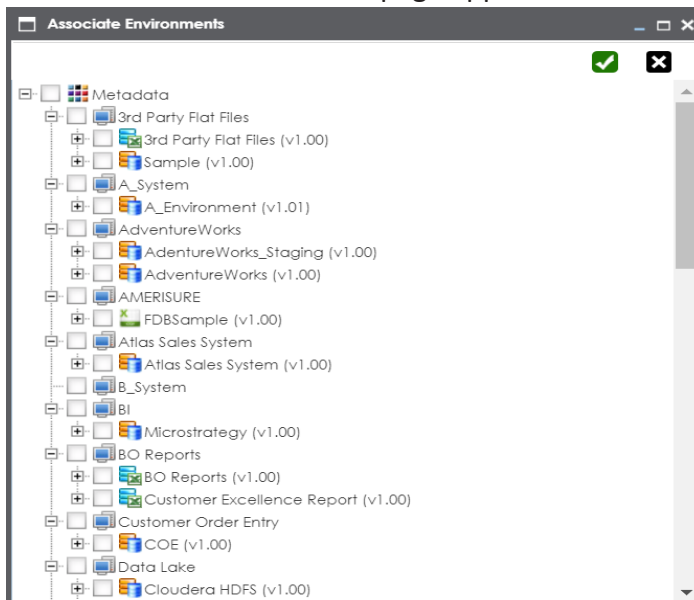 Associate Environments
Metadata
3rd Party Flat Files
3rd Party Flat Files (v1.00)
Sample (v1.00)
A_System
A_Environment (v1.01)
AdventureWorks
AdentureWorks_Staging (v1.00)
AdventureWorks (v1.00)
AMERISURE
FDBSample (v1.00)
Atlas Sales System
Atlas Sales System (v1.00)
B_System
BI
Microstrategy (v1.00)
BO Reports
BO Reports (v1.00)
Customer Excellence Report (v1.00)
Customer Order Entry
COE (v1.00)
Data Lake
Cloudera HDFS (v1.00)